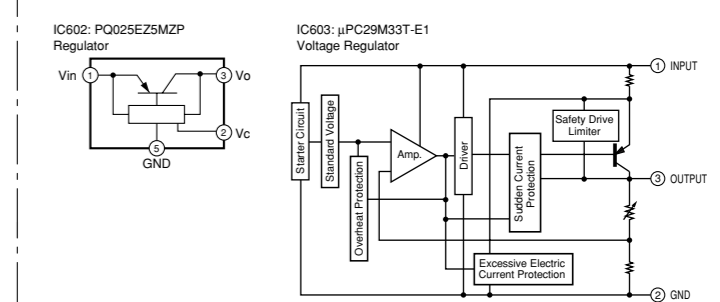 IC602: PQ025EZ5MZP
Regulator
Vin 1
3 Vo
2 Vc
5
GND
IC603: µPC29M33T-E1
Voltage Regulator
1 INPUT
Starter Circuit
Standard Voltage
Overheat Protection
Amp.
Driver
Sudden Current
Protection
Safety Drive
Limiter
3 OUTPUT
Excessive Electric
Current Protection
2 GND